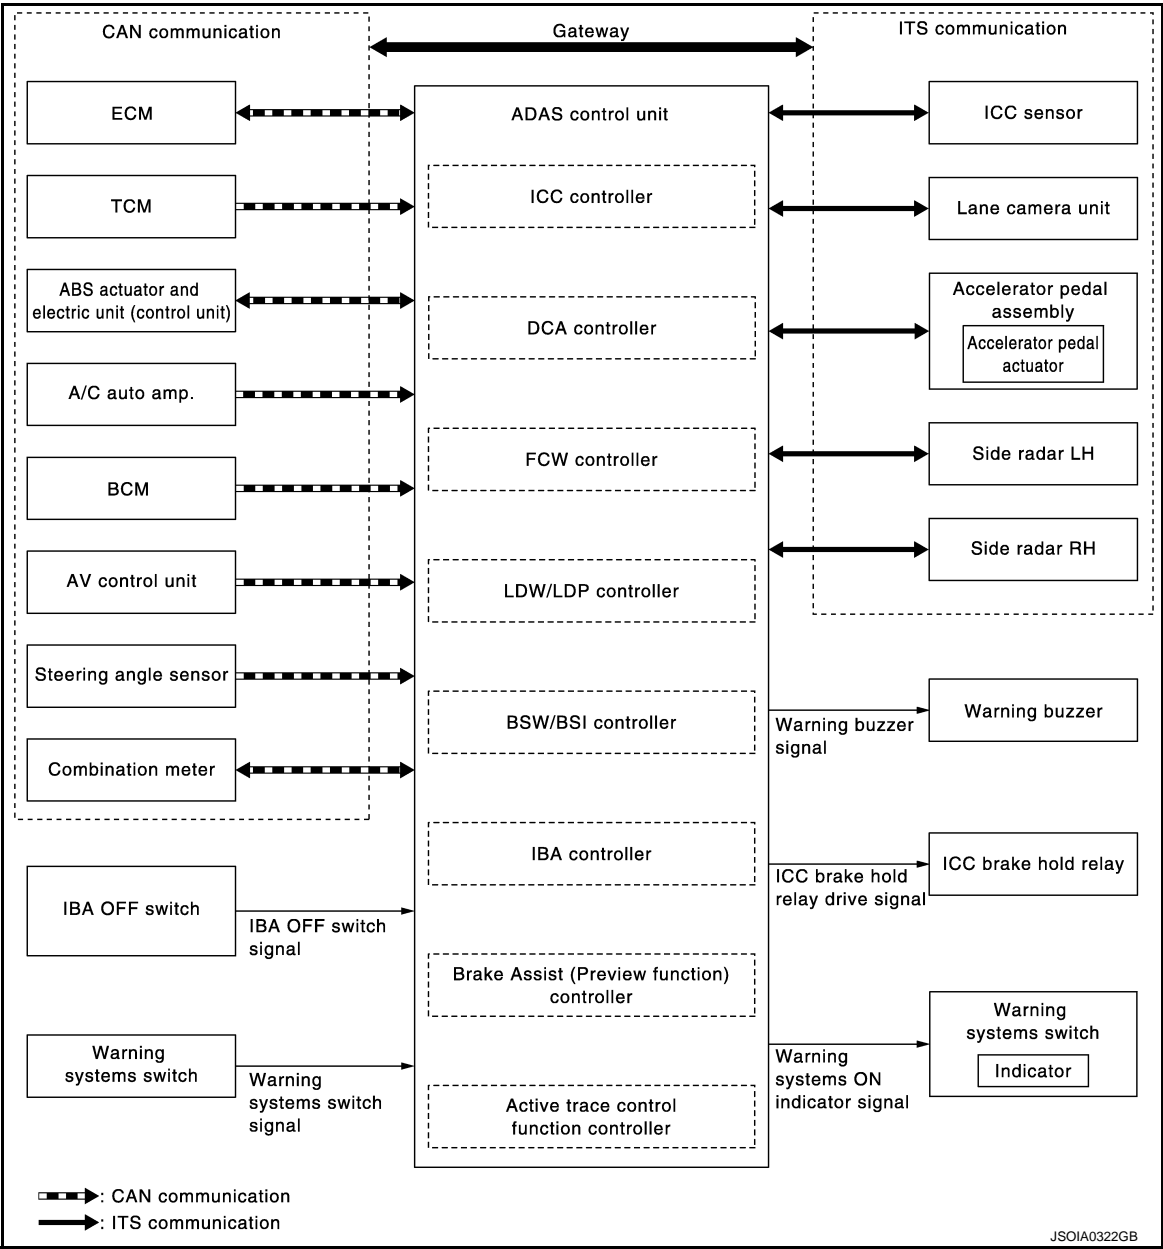 CAN communication
Gateway
ITS communication
ECM
TCM
ABS actuator and
electric unit (control unit)
A/C auto amp.
BCM
AV control unit
Steering angle sensor
Combination meter
IBA OFF switch
IBA OFF switch
signal
Warning
systems switch
Warning
systems switch
signal
ADAS control unit
ICC controller
DCA controller
FCW controller
LDW/LDP controller
BSW/BSI controller
IBA controller
Brake Assist (Preview function)
controller
Active trace control
function controller
ICC sensor
Lane camera unit
Accelerator pedal
assembly
Accelerator pedal
actuator
Side radar LH
Side radar RH
Warning buzzer
signal
Warning buzzer
ICC brake hold
relay drive signal
ICC brake hold relay
Warning
systems ON
indicator signal
Warning
systems switch
Indicator
: CAN communication
: ITS communication
JSOIA0322GB